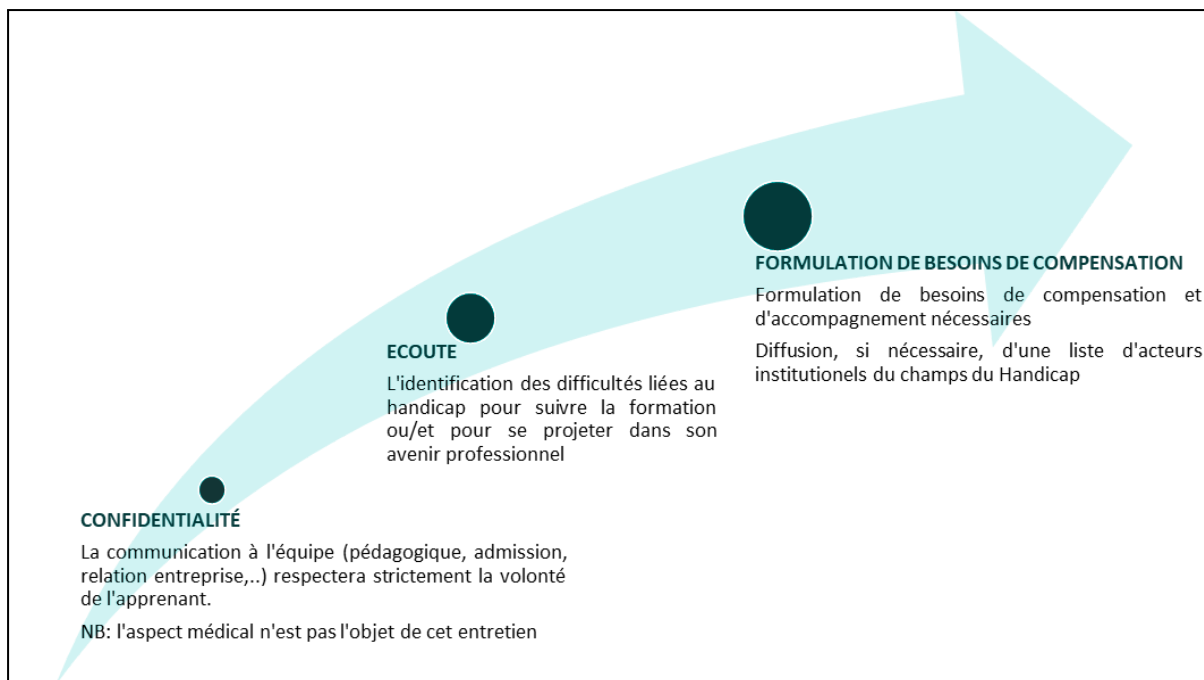 FORMULATION DE BESOINS DE COMPENSATION
Formulation de besoins de compensation et
d'accompagnement nécessaires
Diffusion, si nécessaire, d'une liste d'acteurs
institutionels du champs du Handicap
ECOUTE
L'identification des difficultés liées au
handicap pour suivre la formation
ou/et pour se projeter dans son
avenir professionnel
CONFIDENTIALITÉ
La communication à l'équipe (pédagogique, admission,
relation entreprise,..) respectera strictement la volonté
de l'apprenant.
NB: l'aspect médical n'est pas l'objet de cet entretien